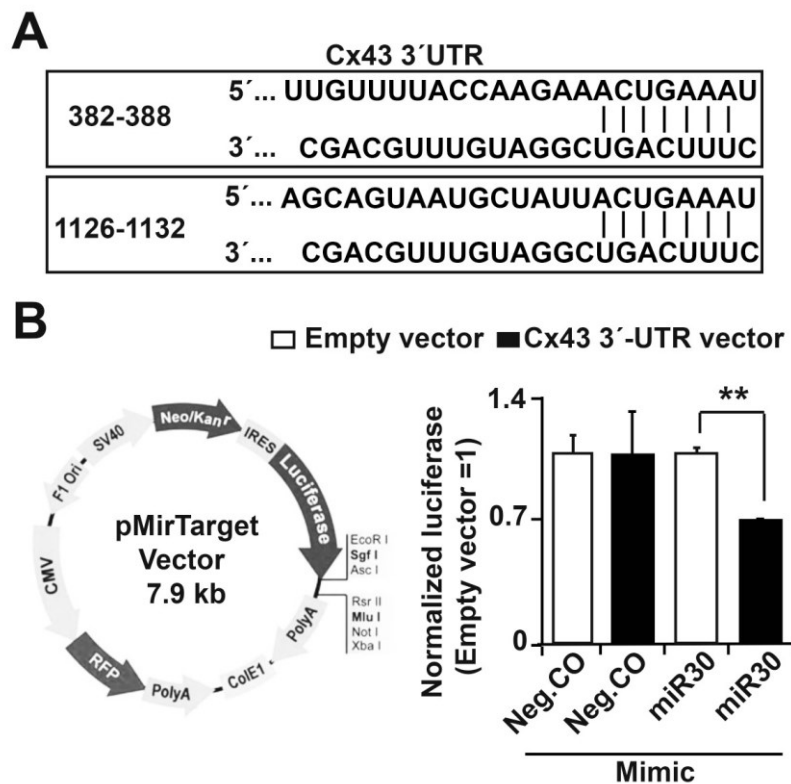 A
Cx43 3´UTR
382-388
5´... UUGUUUUACCAAGAAACUGAAAU
3´... CGACGUUUGUAGGCUGACUUUC
1126-1132
5´... AGCAGUAAUGCUAUUACUGAAAU
3´... CGACGUUUGUAGGCUGACUUUC
B
Empty vector Cx43 3´-UTR vector
Neo/Kanr
IRES
Luciferase
SV40
F1 Ori
CMV
RFP
PolyA
ColE1
PolyA
pMirTarget
Vector
7.9 kb
EcoR I
Sgf I
Asc I
Rsr II
Mlu I
Not I
Xba I
Normalized luciferase
(Empty vector =1)
1.4
0.7
0
**
Neg.CO Neg.CO miR30 miR30
Mimic